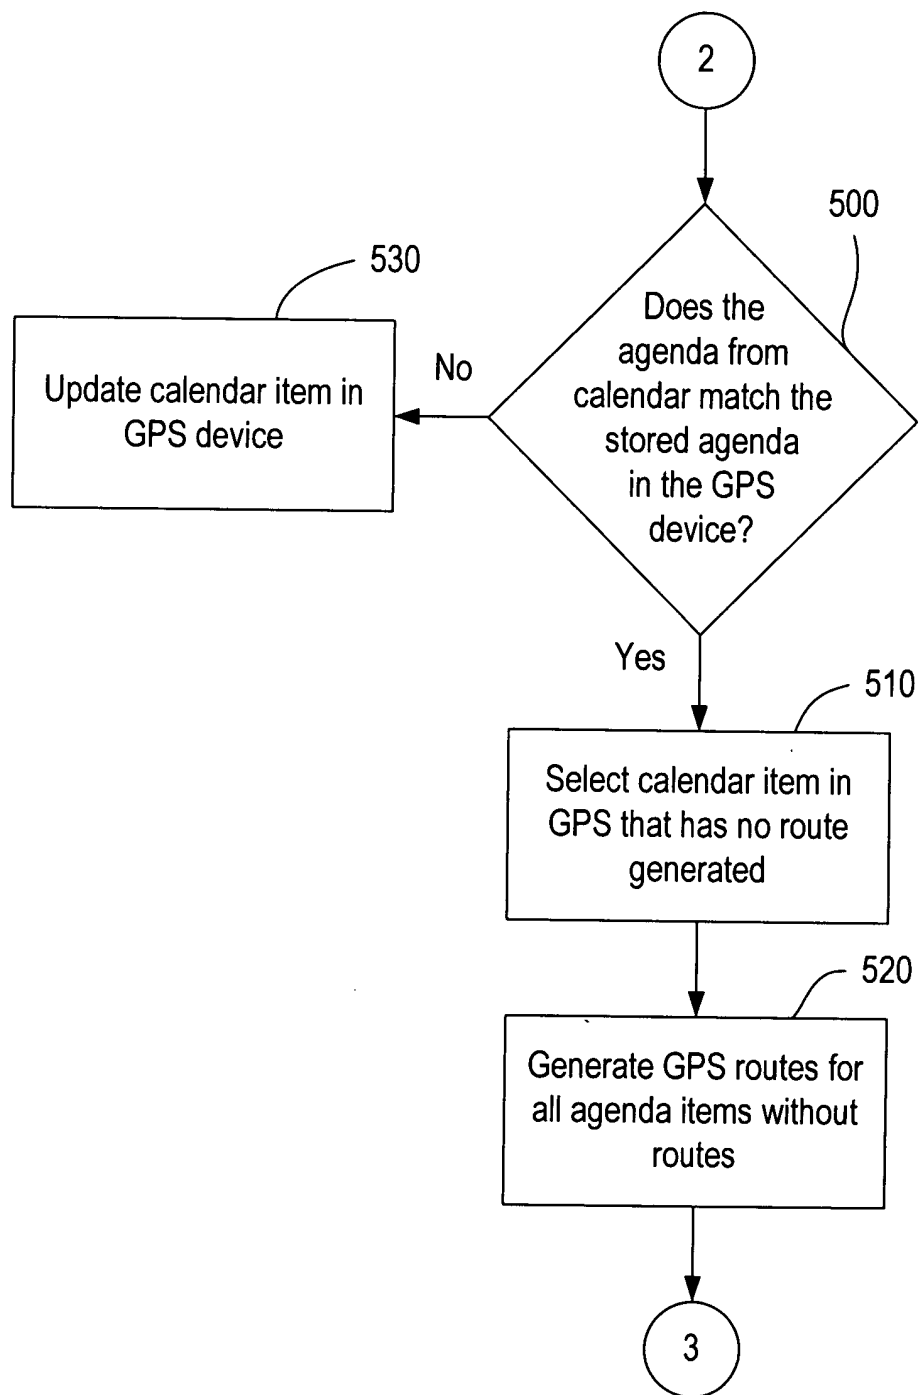 2
500
Does the
agenda from
calendar match the
stored agenda
in the GPS
device?
530
No
Update calendar item in
GPS device
Yes
510
Select calendar item in
GPS that has no route
generated
520
Generate GPS routes for
all agenda items without
routes
3